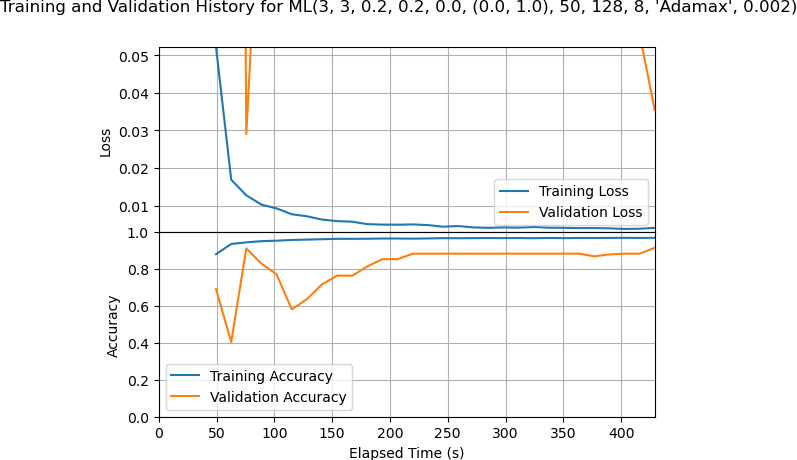 Training and Validation History for ML(3, 3, 0.2, 0.2, 0.0, (0.0, 1.0), 50, 128, 8, 'Adamax', 0.002)
0.05
0.04
0.03
0.02
0.01
Loss
Training Loss
Validation Loss
1.0
0.8
0.6
0.4
0.2
0.0
Accuracy
Training Accuracy
Validation Accuracy
0 50 100 150 200 250 300 350 400
Elapsed Time (s)